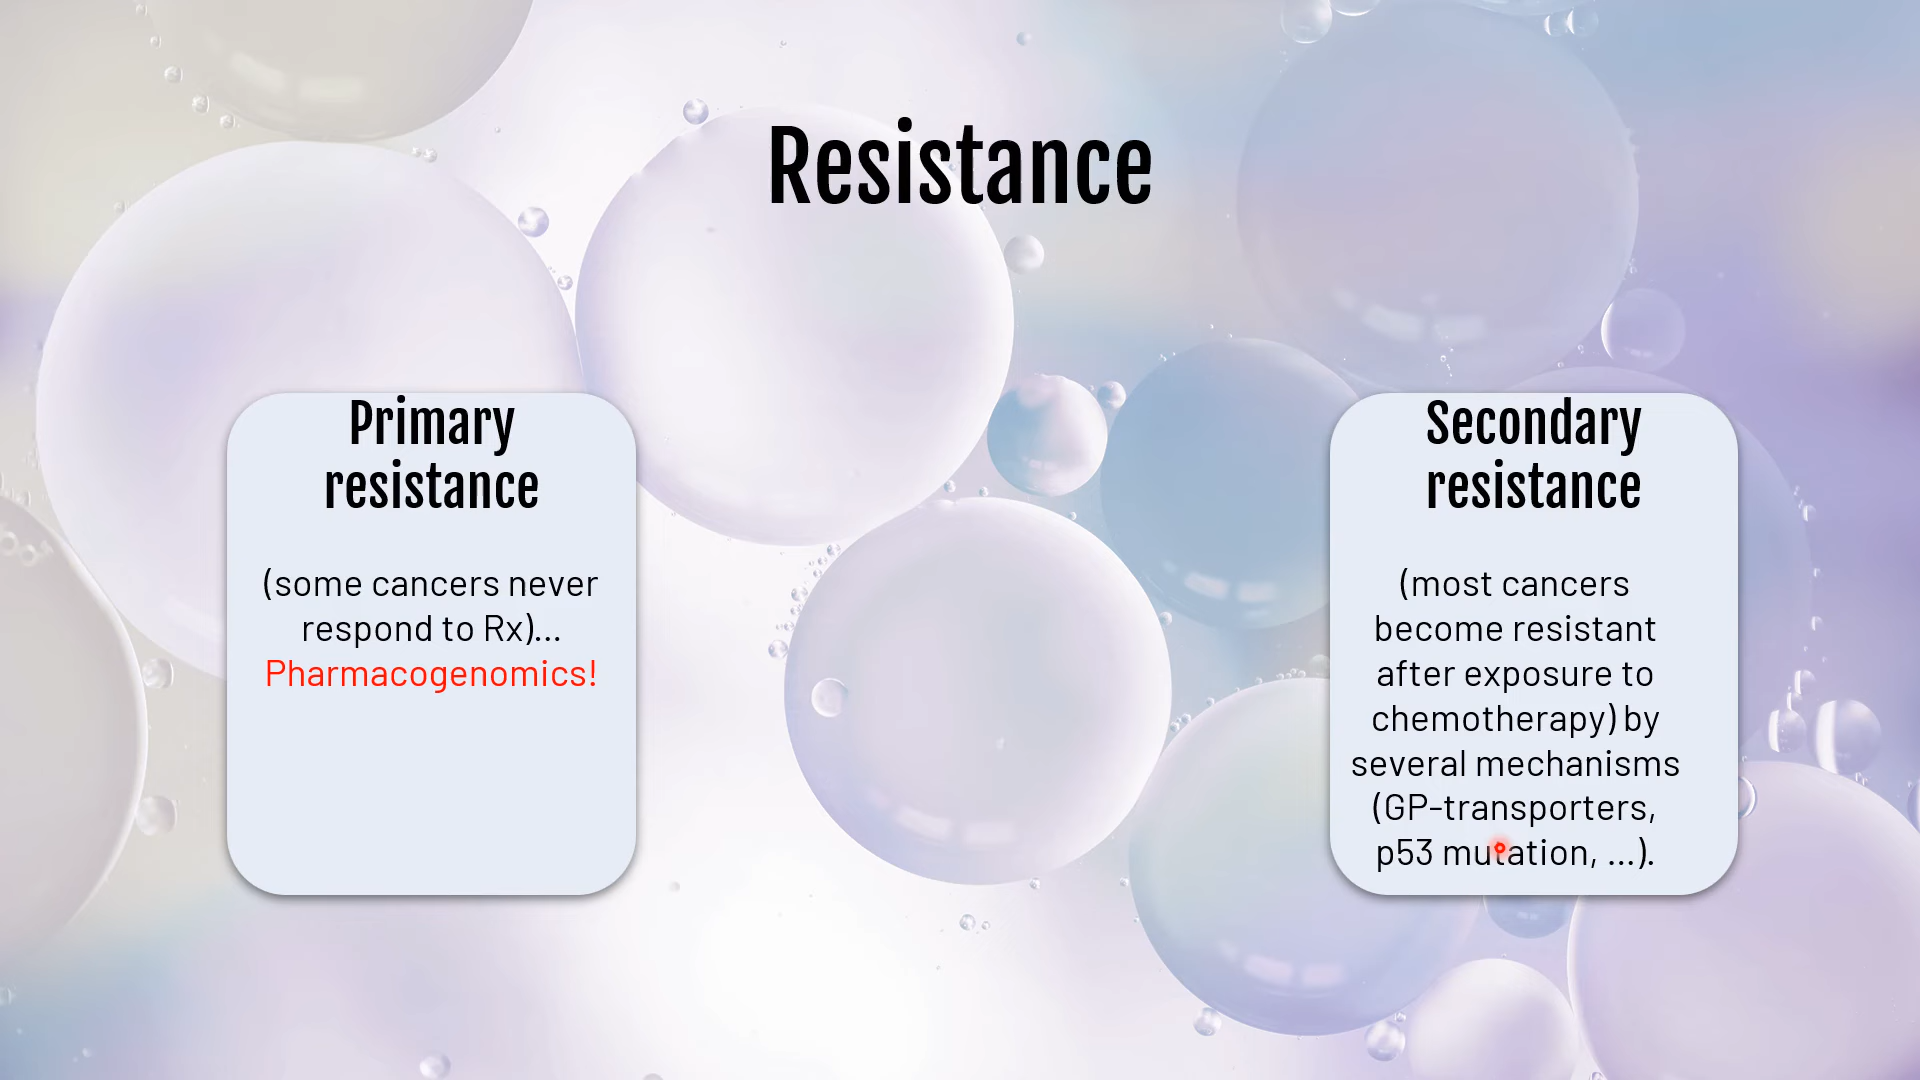 Resistance
Primary
resistance
(some cancers never
respond to Rx)...
Pharmacogenomics!
Secondary
resistance
(most cancers
become resistant
after exposure to
chemotherapy) by
several mechanisms
(GP-transporters,
p53 mutation, ...).